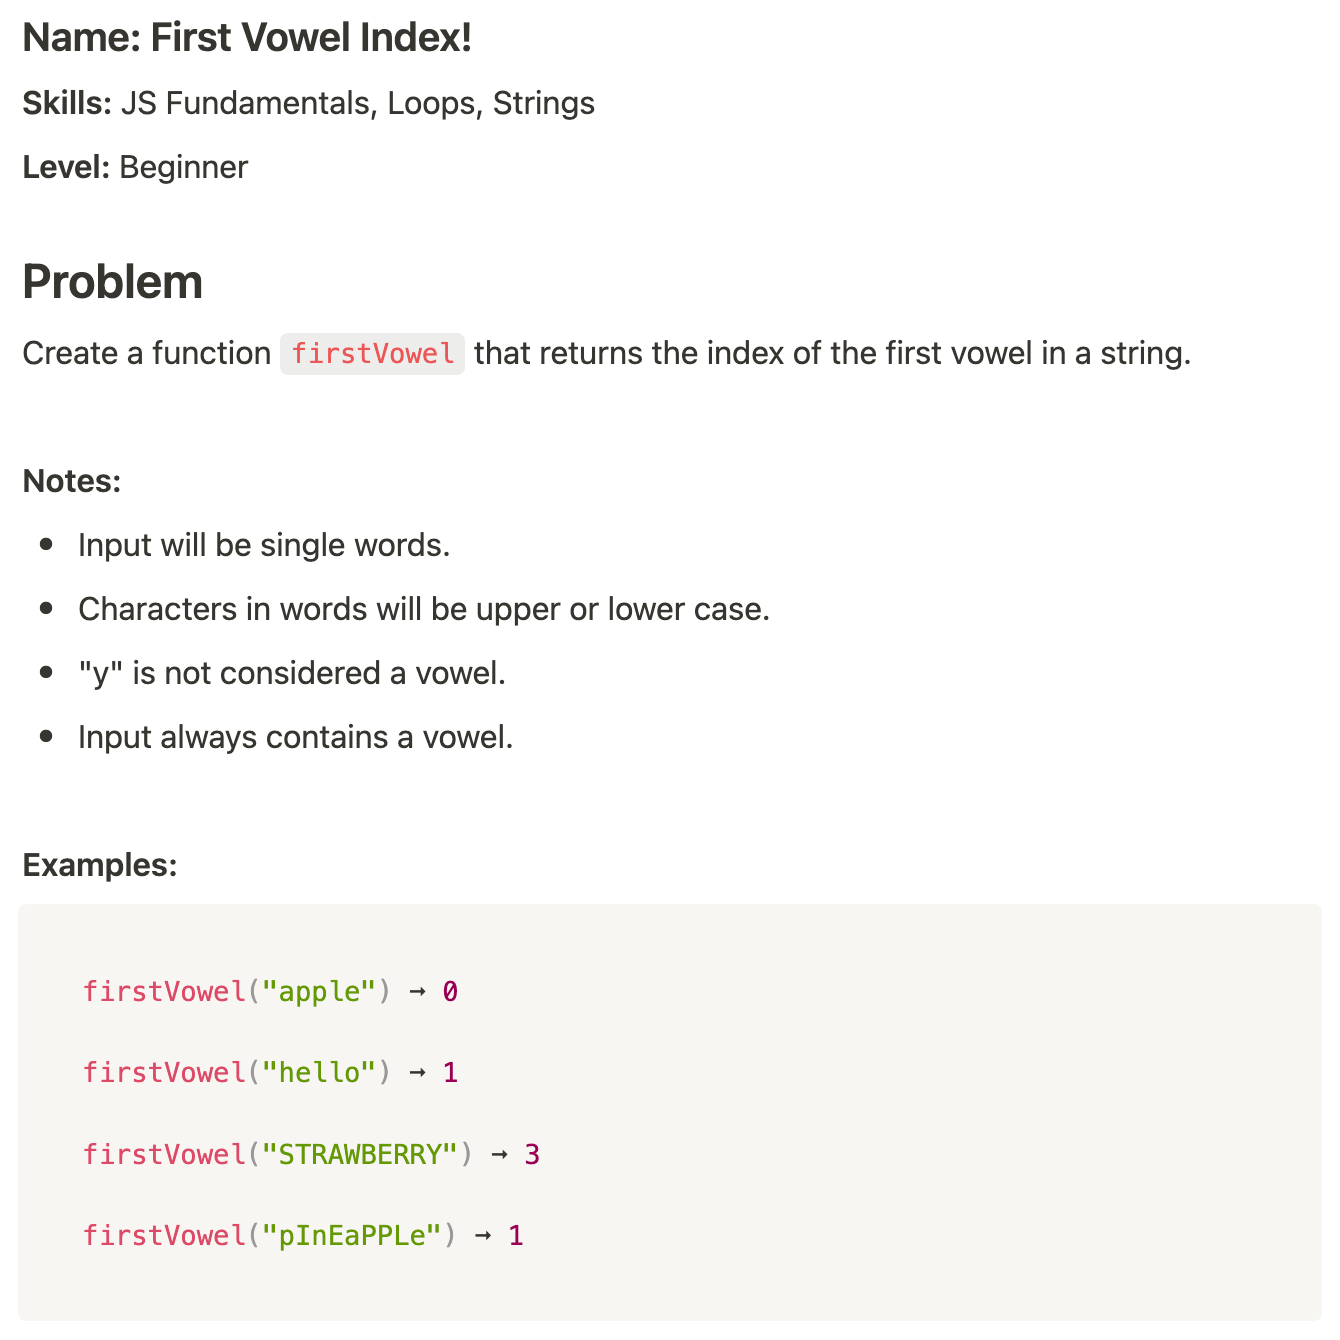 Name: First Vowel Index!
Skills: JS Fundamentals, Loops, Strings
Level: Beginner
Problem
Create a function firstVowel that returns the index of the first vowel in a string.
Notes:
• Input will be single words.
• Characters in words will be upper or lower case.
• "y" is not considered a vowel.
• Input always contains a vowel.
Examples:
firstVowel("apple") → 0
firstVowel("hello") → 1
firstVowel("STRAWBERRY") → 3
firstVowel("pInEaPPLe") → 1